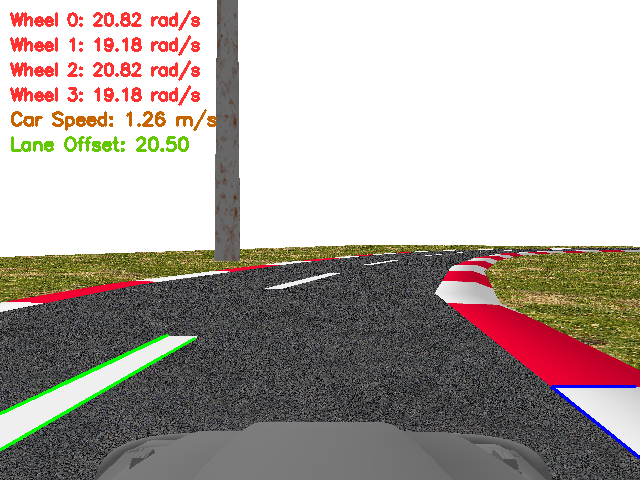 Wheel 0: 20.82 rad/s
Wheel 1: 19.18 rad/s
Wheel 2: 20.82 rad/s
Wheel 3: 19.18 rad/s
Car Speed: 1.26 m/s
Lane Offset: 20.50